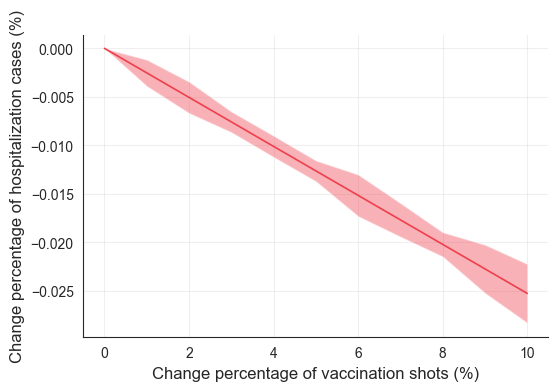 Change percentage of hospitalization cases (%)
0.000
−0.005
−0.010
−0.015
−0.020
−0.025
0 2 4 6 8 10
Change percentage of vaccination shots (%)